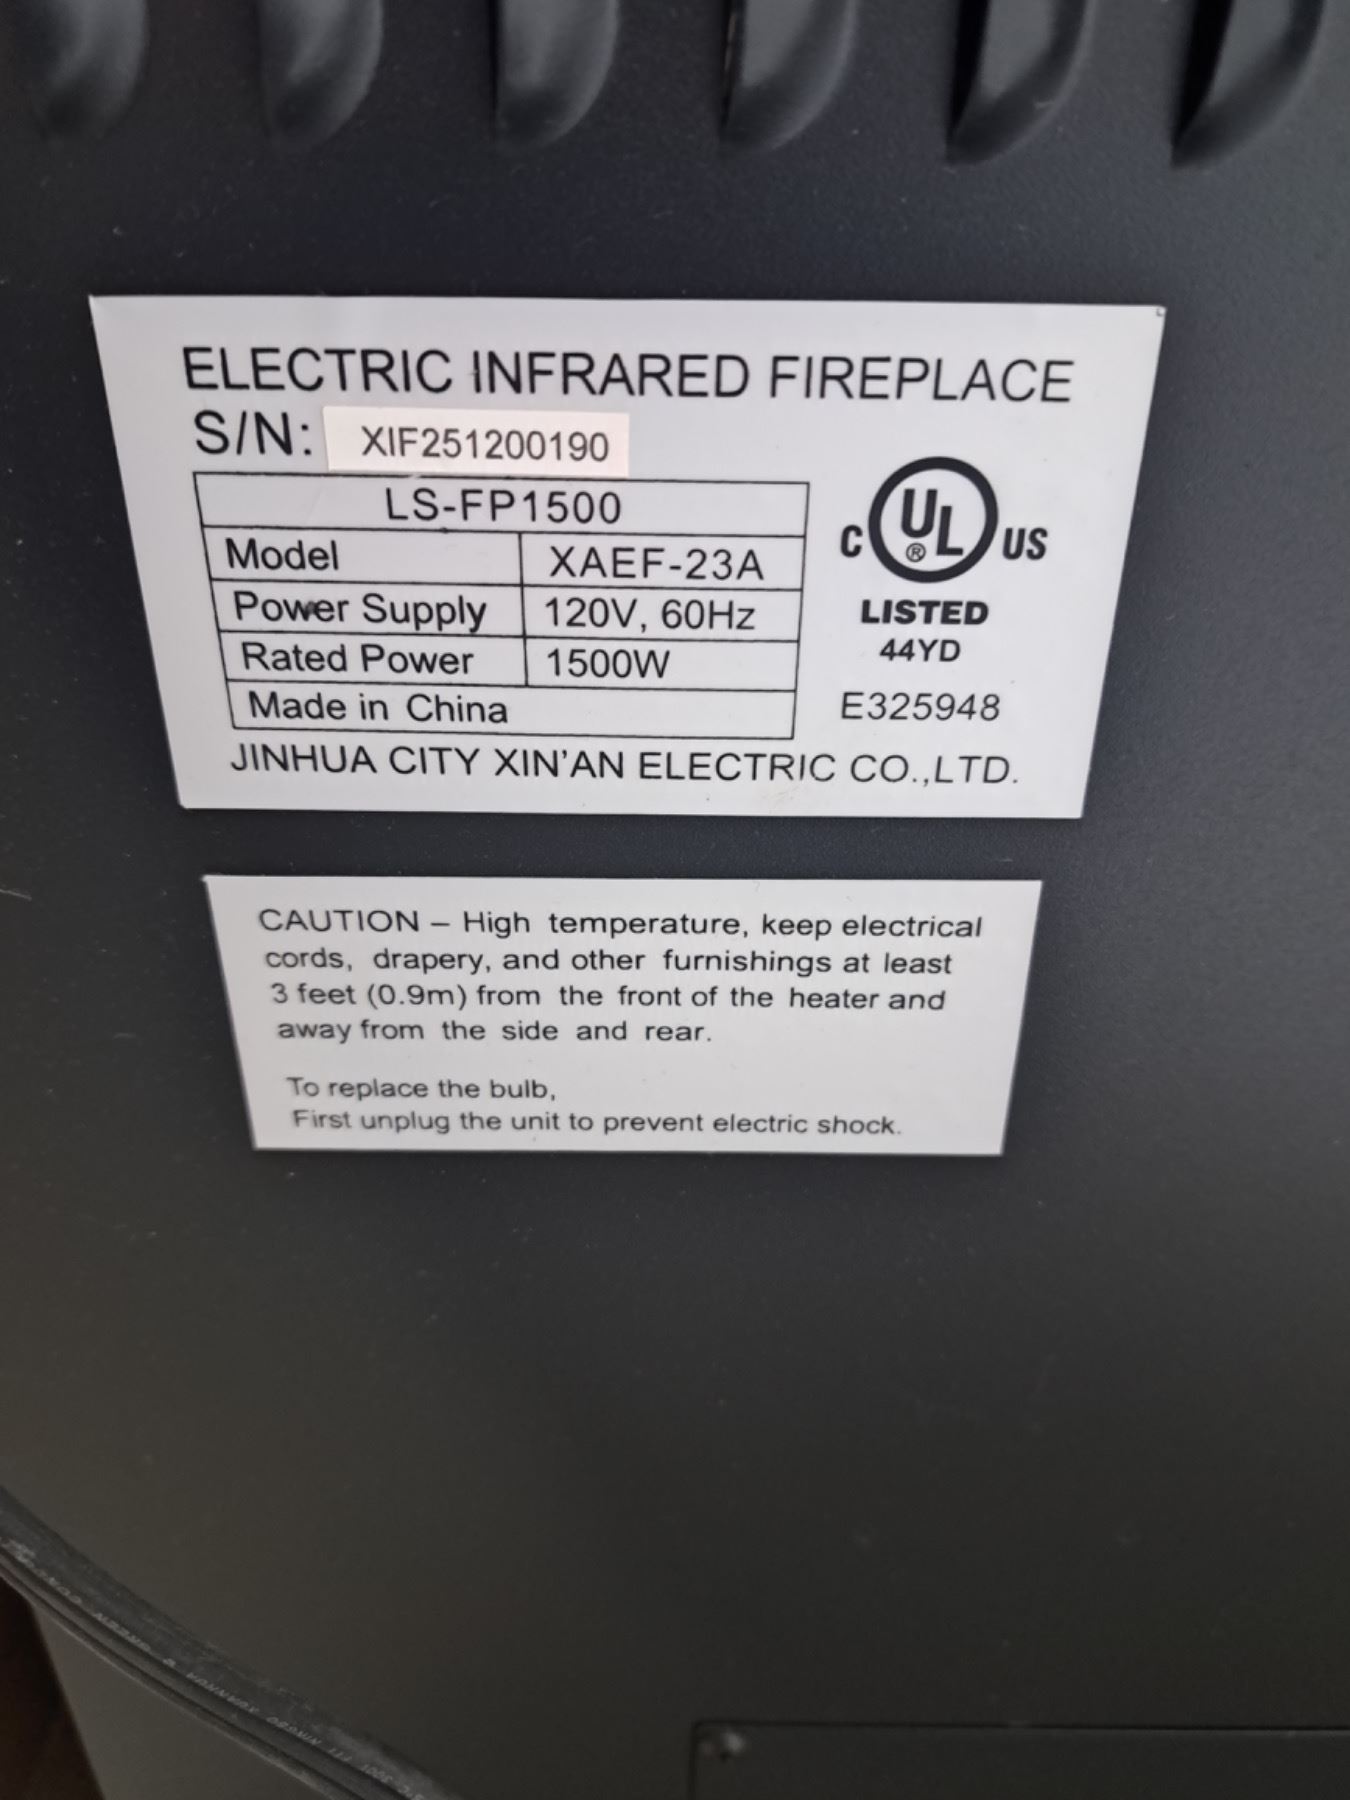 ELECTRIC INFRARED FIREPLACE
S/N: XIF251200190
LS-FP1500
Model XAEF-23A
Power Supply 120V, 60Hz
Rated Power 1500W
Made in China
C UL ® US
LISTED
44YD
E325948
JINHUA CITY XIN'AN ELECTRIC CO.,LTD.
CAUTION – High temperature, keep electrical
cords, drapery, and other furnishings at least
3 feet (0.9m) from the front of the heater and
away from the side and rear.
To replace the bulb,
First unplug the unit to prevent electric shock.